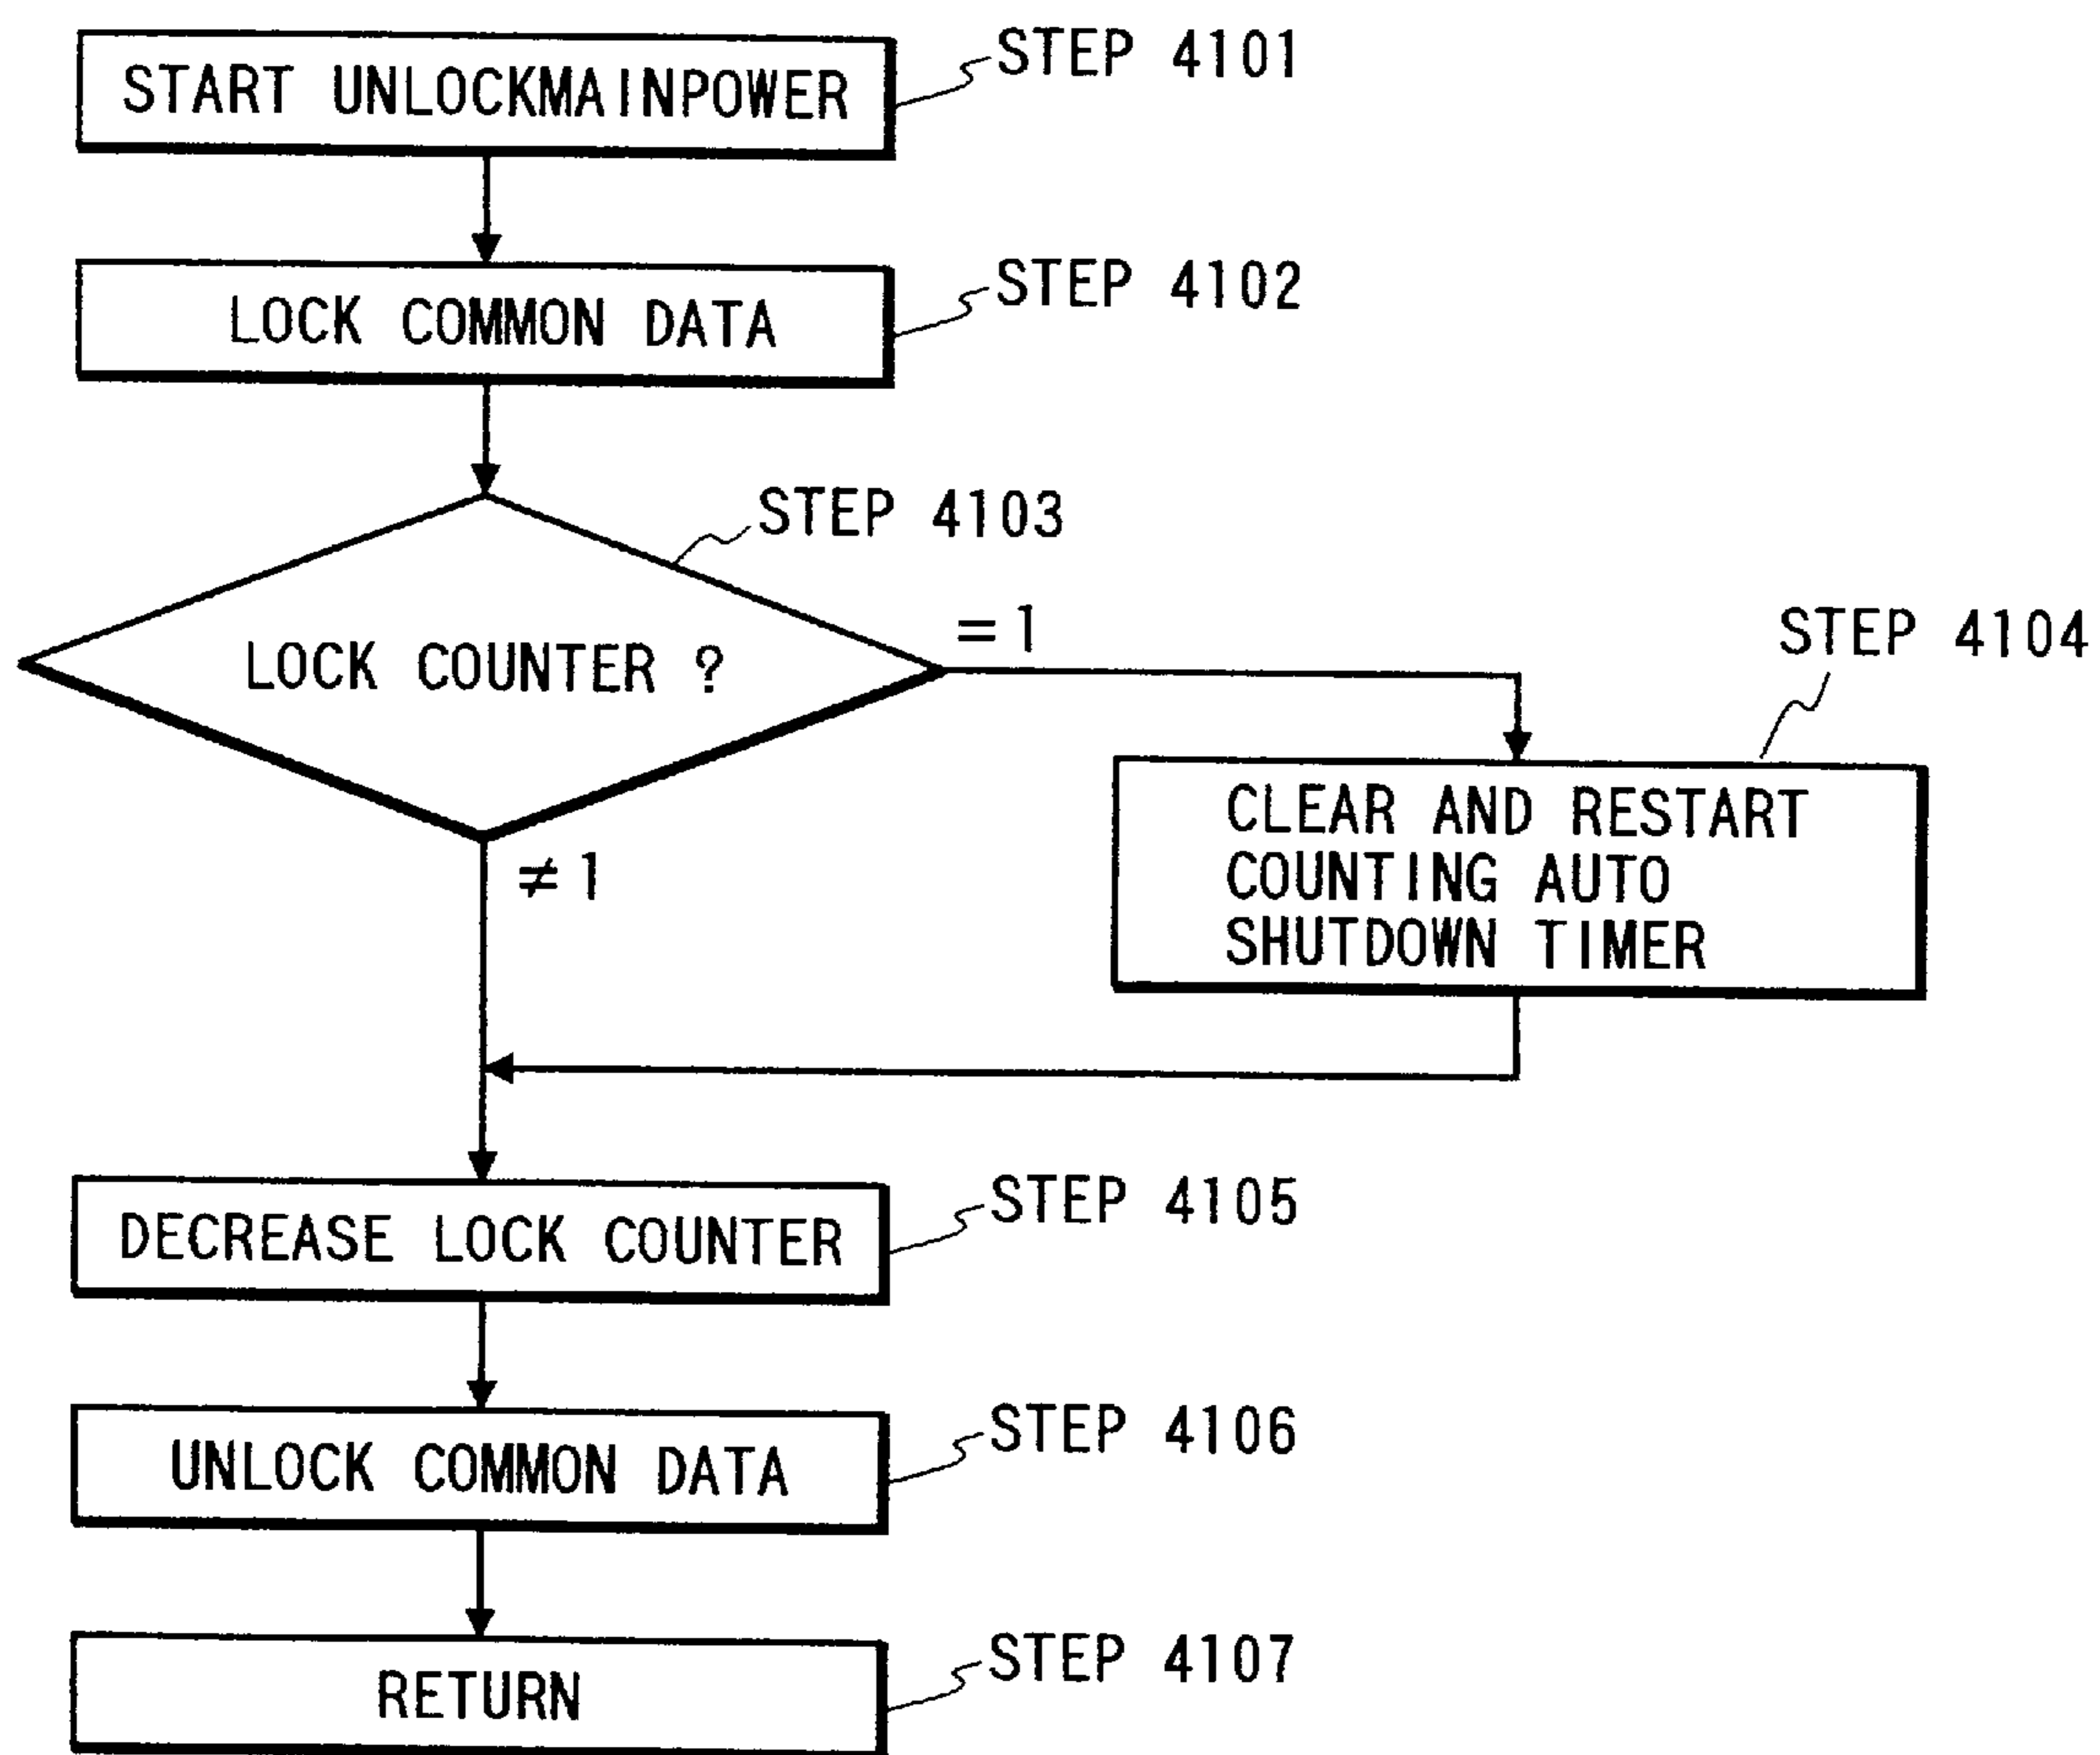 START UNLOCKMAINPOWER
STEP 4101
LOCK COMMON DATA
STEP 4102
STEP 4103
LOCK COUNTER ?
=1
≠1
STEP 4104
CLEAR AND RESTART
COUNTING AUTO
SHUTDOWN TIMER
DECREASE LOCK COUNTER
STEP 4105
UNLOCK COMMON DATA
STEP 4106
RETURN
STEP 4107